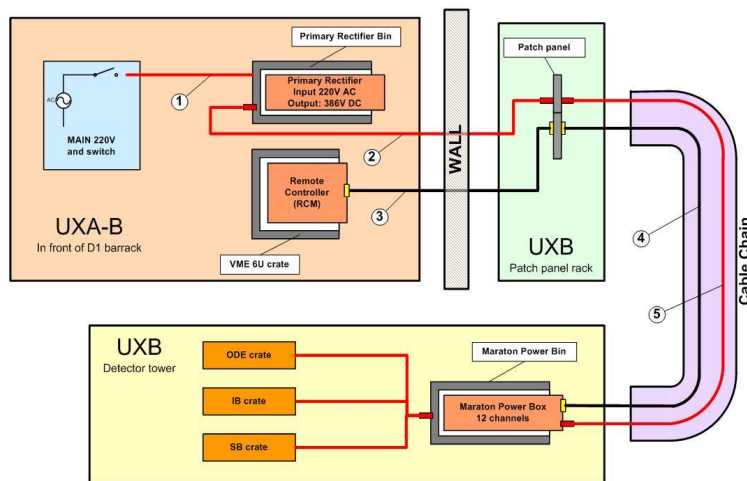 Primary Rectifier Bin
Patch panel
AC
MAIN 220V
and switch
1
Primary Rectifier
Input 220V AC
Output: 386V DC
2
WALL
Remote
Controller
(RCM)
3
UXA-B
In front of D1 barrack
VME 6U crate
UXB
Patch panel rack
4
5
Cable Chain
UXB
Detector tower
ODE crate
IB crate
SB crate
Maraton Power Bin
Maraton Power Box
12 channels